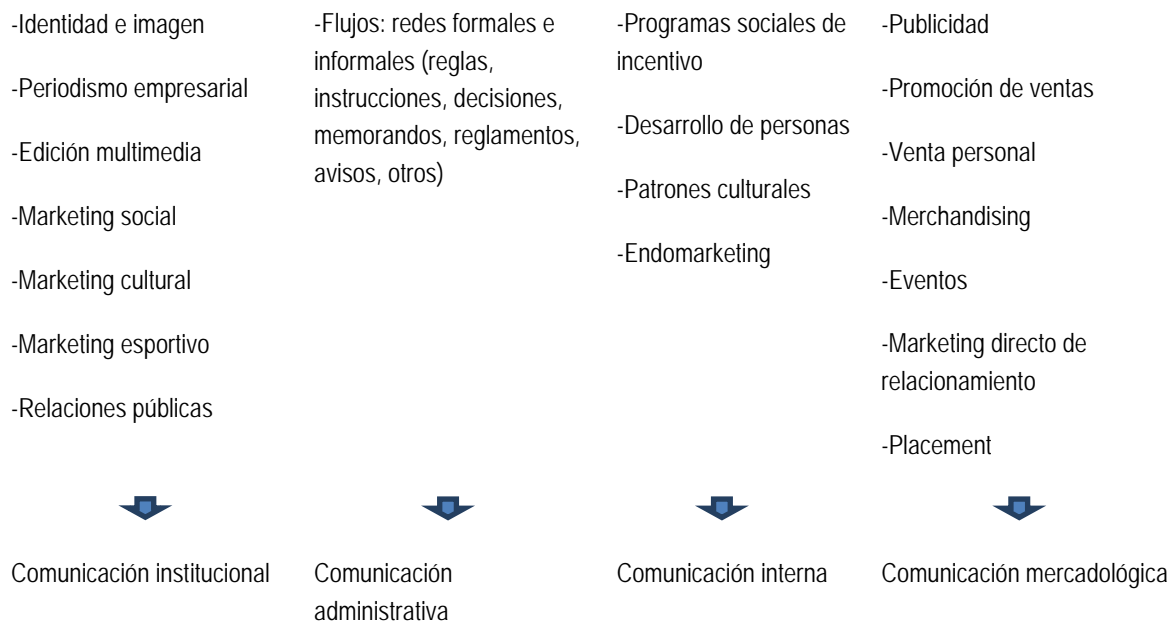 -Identidad e imagen
-Periodismo empresarial
-Edición multimedia
-Marketing social
-Marketing cultural
-Marketing esportivo
-Relaciones públicas
Comunicación institucional
-Flujos: redes formales e
informales (reglas,
instrucciones, decisiones,
memorandos, reglamentos,
avisos, otros)
Comunicación
administrativa
-Programas sociales de
incentivo
-Desarrollo de personas
-Patrones culturales
-Endomarketing
Comunicación interna
-Publicidad
-Promoción de ventas
-Venta personal
-Merchandising
-Eventos
-Marketing directo de
relacionamiento
-Placement
Comunicación mercadológica